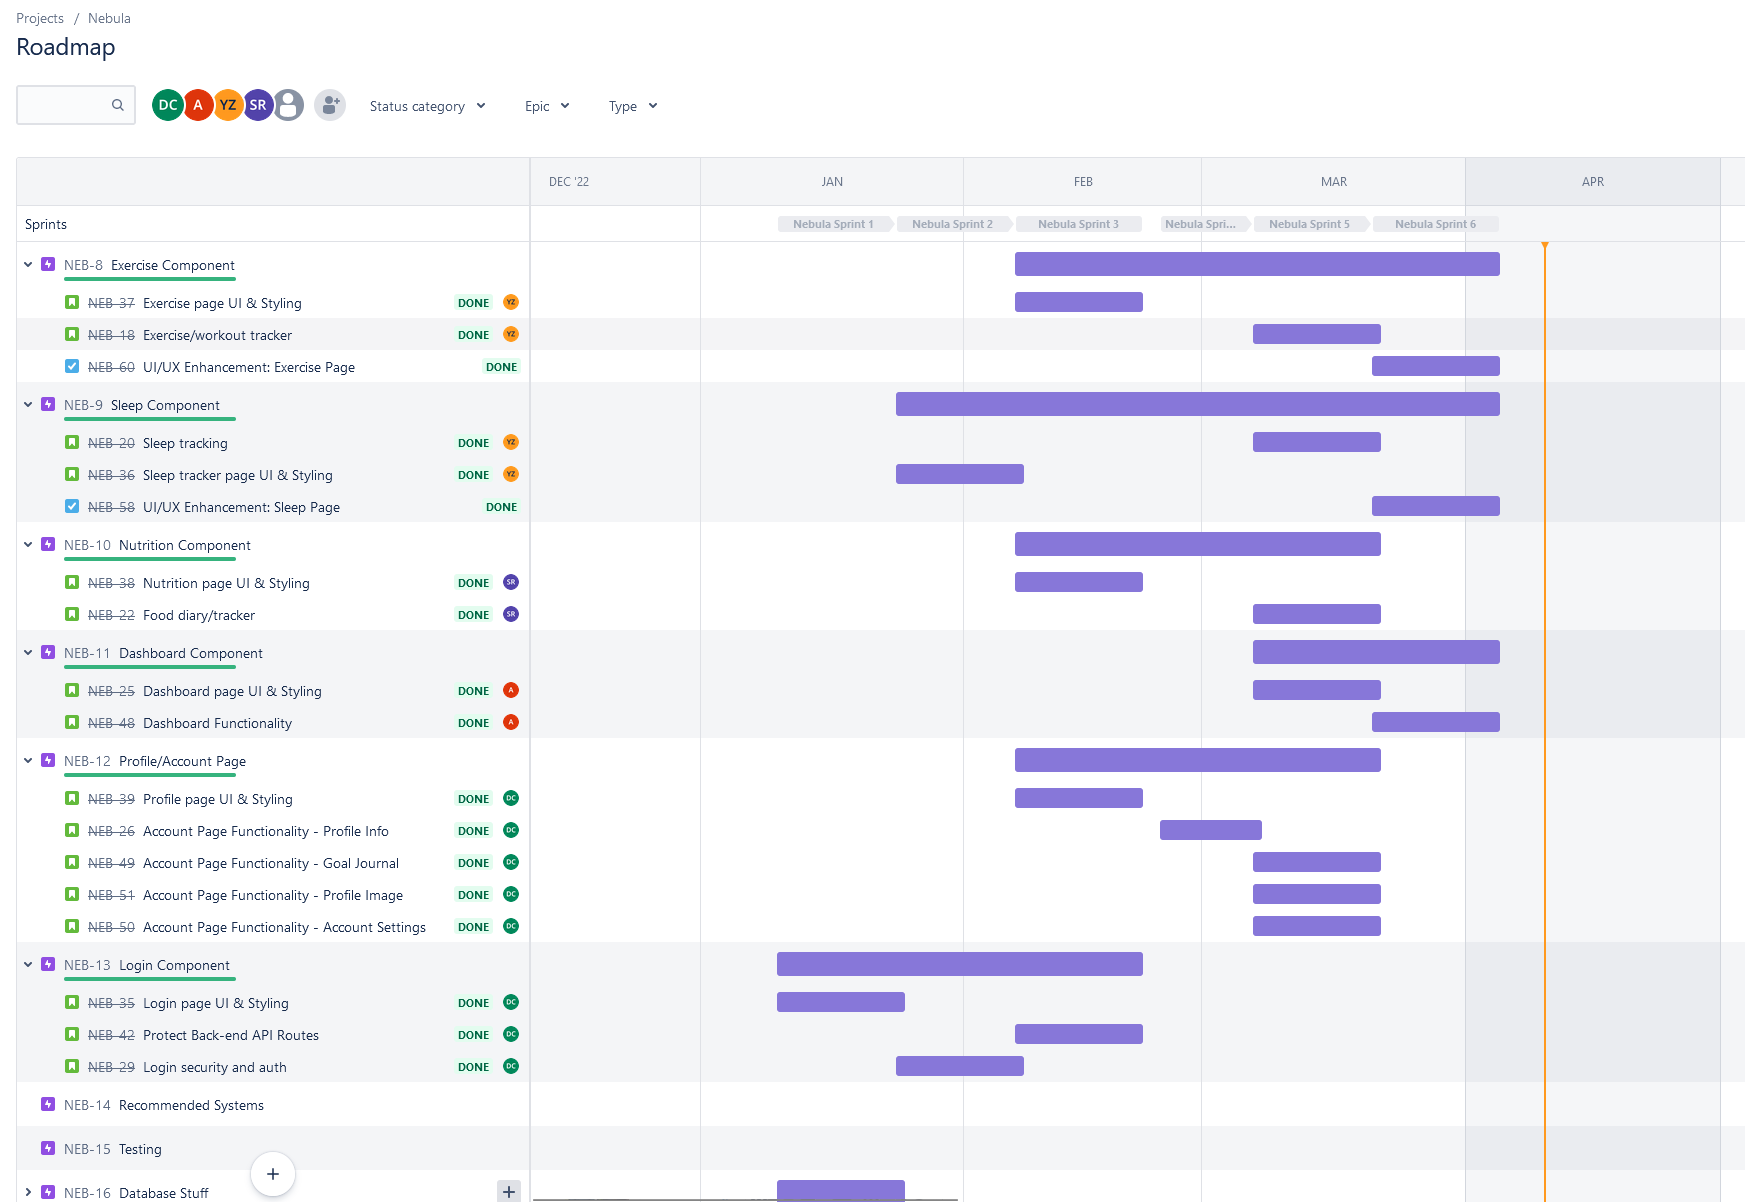 Projects / Nebula
Roadmap
DC A YZ SR Status category Epic Type
DEC '22 JAN FEB MAR APR
Sprints Nebula Sprint 1 Nebula Sprint 2 Nebula Sprint 3 Nebula Spri... Nebula Sprint 5 Nebula Sprint 6
NEB-8 Exercise Component
NEB-37 Exercise page UI & Styling DONE YZ
NEB-18 Exercise/workout tracker DONE YZ
NEB-60 UI/UX Enhancement: Exercise Page DONE
NEB-9 Sleep Component
NEB-20 Sleep tracking DONE YZ
NEB-36 Sleep tracker page UI & Styling DONE YZ
NEB-58 UI/UX Enhancement: Sleep Page DONE
NEB-10 Nutrition Component
NEB-38 Nutrition page UI & Styling DONE SR
NEB-22 Food diary/tracker DONE SR
NEB-11 Dashboard Component
NEB-25 Dashboard page UI & Styling DONE A
NEB-48 Dashboard Functionality DONE A
NEB-12 Profile/Account Page
NEB-39 Profile page UI & Styling DONE DC
NEB-26 Account Page Functionality - Profile Info DONE DC
NEB-49 Account Page Functionality - Goal Journal DONE DC
NEB-51 Account Page Functionality - Profile Image DONE DC
NEB-50 Account Page Functionality - Account Settings DONE DC
NEB-13 Login Component
NEB-35 Login page UI & Styling DONE DC
NEB-42 Protect Back-end API Routes DONE DC
NEB-29 Login security and auth DONE DC
NEB-14 Recommended Systems
NEB-15 Testing
NEB-16 Database Stuff